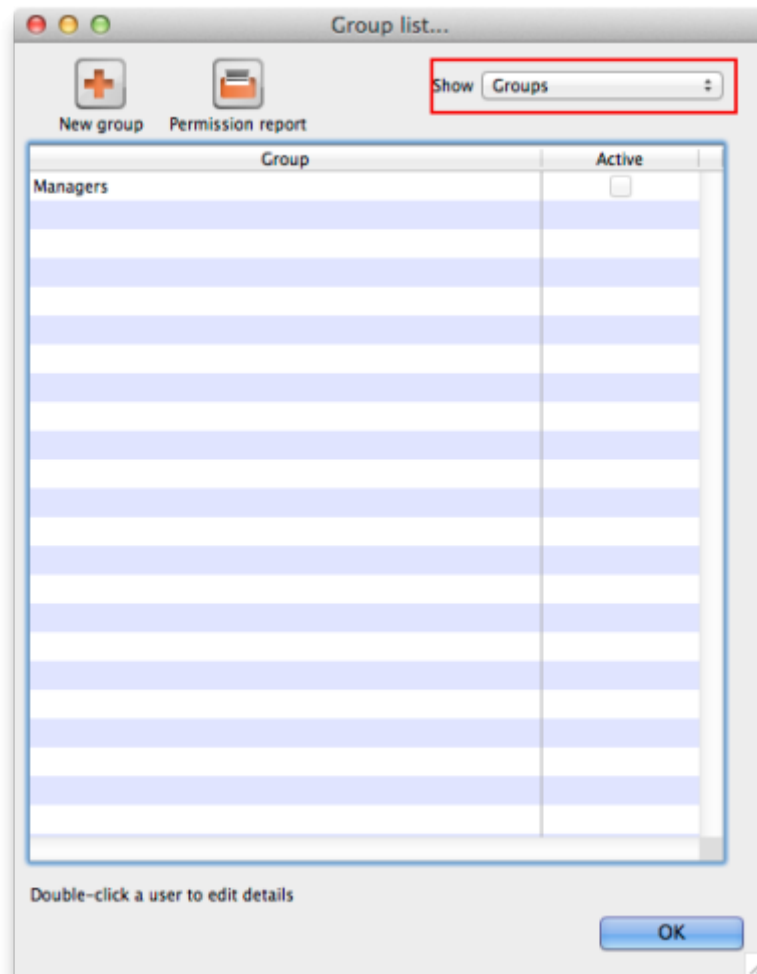 Group list...
Show Groups
New group Permission report
Group Active
Managers
Double-click a user to edit details
OK